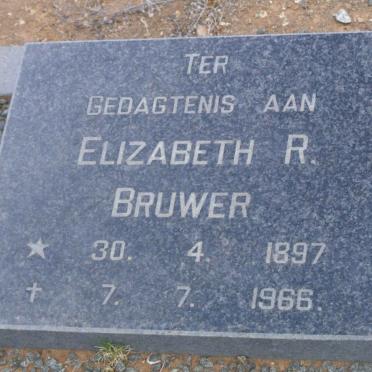 TER
GEDAGTENIS AAN
ELIZABETH R.
BRUWER
★ 30. 4. 1897
† 7. 7. 1966.